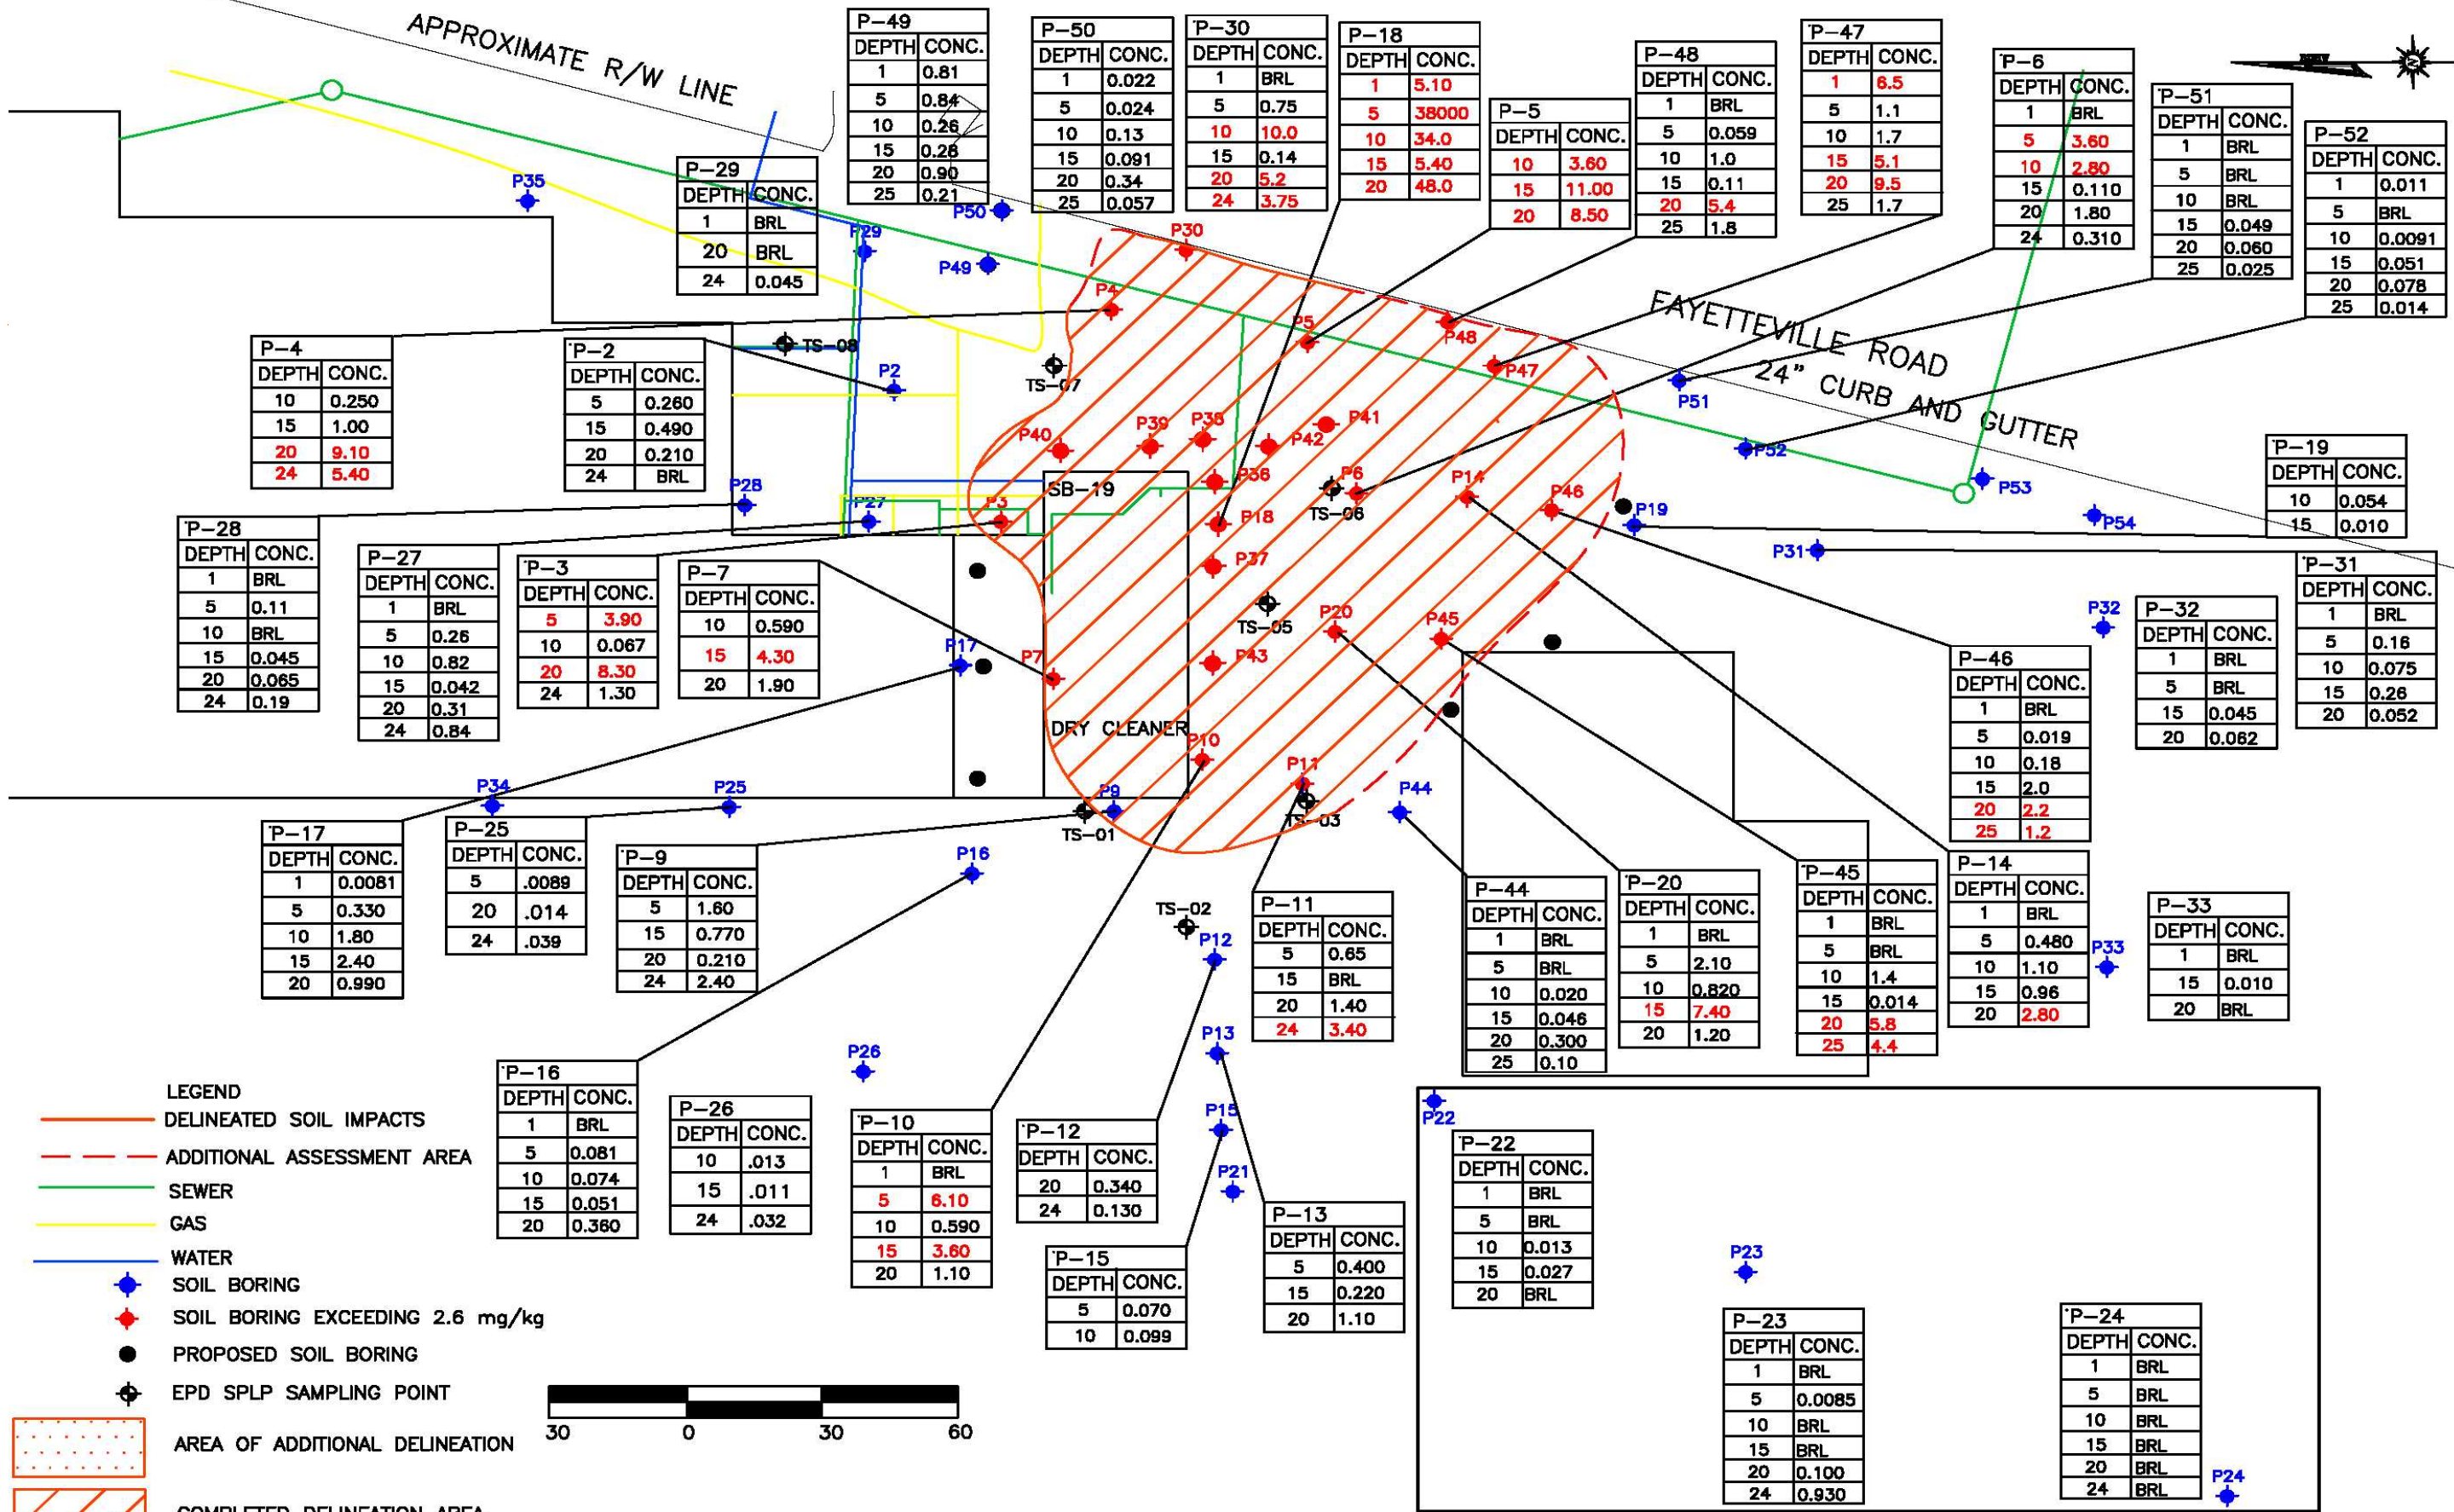 APPROXIMATE R/W LINE
P-49
DEPTH CONC.
1 0.81
5 0.84
10 0.26
15 0.28
20 0.90
25 0.21
P-50
DEPTH CONC.
1 0.022
5 0.024
10 0.13
15 0.091
20 0.34
25 0.057
P-30
DEPTH CONC.
1 BRL
5 0.75
10 10.0
15 0.14
20 5.2
24 3.75
P-18
DEPTH CONC.
1 5.10
5 38000
10 34.0
15 5.40
20 48.0
P-5
DEPTH CONC.
10 3.60
15 11.00
20 8.50
P-48
DEPTH CONC.
1 BRL
5 0.059
10 1.0
15 0.11
20 5.4
25 1.8
P-47
DEPTH CONC.
1 6.5
5 1.1
10 1.7
15 5.1
20 9.5
25 1.7
P-6
DEPTH CONC.
1 BRL
5 3.60
10 2.80
15 0.110
20 1.80
24 0.310
P-51
DEPTH CONC.
1 BRL
5 BRL
10 BRL
15 0.049
20 0.060
25 0.025
P-52
DEPTH CONC.
1 0.011
5 BRL
10 0.0091
15 0.051
20 0.078
25 0.014
P-29
DEPTH CONC.
1 BRL
20 BRL
24 0.045
P35
P50
P29
P49
P30
P4
P5
P48
P47
FAYETTEVILLE ROAD
24" CURB AND GUTTER
TS-08
TS-07
P2
P51
P52
P53
P54
P-4
DEPTH CONC.
10 0.250
15 1.00
20 9.10
24 5.40
P-2
DEPTH CONC.
5 0.260
15 0.490
20 0.210
24 BRL
P40
P39
P38
P42
P41
P36
SB-19
TS-06
P6
P14
P46
P19
P31
P28
P27
P3
P18
P37
P-19
DEPTH CONC.
10 0.054
15 0.010
P-28
DEPTH CONC.
1 BRL
5 0.11
10 BRL
15 0.045
20 0.065
24 0.19
P-27
DEPTH CONC.
1 BRL
5 0.26
10 0.82
15 0.042
20 0.31
24 0.84
P-3
DEPTH CONC.
5 3.90
10 0.067
20 8.30
24 1.30
P-7
DEPTH CONC.
10 0.590
15 4.30
20 1.90
P17
P7
TS-05
P20
P45
P43
DRY CLEANER
P10
P11
P32
P-32
DEPTH CONC.
1 BRL
5 BRL
15 0.045
20 0.062
P-31
DEPTH CONC.
1 BRL
5 0.16
10 0.075
15 0.26
20 0.052
P-46
DEPTH CONC.
1 BRL
5 0.019
10 0.18
15 2.0
20 2.2
25 1.2
P34
P25
P9
TS-01
TS-03
P44
P16
TS-02
P12
P-17
DEPTH CONC.
1 0.0081
5 0.330
10 1.80
15 2.40
20 0.990
P-25
DEPTH CONC.
5 .0089
20 .014
24 .039
P-9
DEPTH CONC.
5 1.60
15 0.770
20 0.210
24 2.40
P-11
DEPTH CONC.
5 0.65
15 BRL
20 1.40
24 3.40
P-44
DEPTH CONC.
1 BRL
5 BRL
10 0.020
15 0.046
20 0.300
25 0.10
P-20
DEPTH CONC.
1 BRL
5 2.10
10 0.820
15 7.40
20 1.20
P-45
DEPTH CONC.
1 BRL
5 BRL
10 1.4
15 0.014
20 5.8
25 4.4
P-14
DEPTH CONC.
1 BRL
5 0.480
10 1.10
15 0.96
20 2.80
P33
P-33
DEPTH CONC.
1 BRL
15 0.010
20 BRL
P13
P26
P15
P21
P-16
DEPTH CONC.
1 BRL
5 0.081
10 0.074
15 0.051
20 0.360
P-26
DEPTH CONC.
10 .013
15 .011
24 .032
P-10
DEPTH CONC.
1 BRL
5 6.10
10 0.590
15 3.60
20 1.10
P-12
DEPTH CONC.
20 0.340
24 0.130
P-15
DEPTH CONC.
5 0.070
10 0.099
P-13
DEPTH CONC.
5 0.400
15 0.220
20 1.10
P22
P-22
DEPTH CONC.
1 BRL
5 BRL
10 0.013
15 0.027
20 BRL
P23
P-23
DEPTH CONC.
1 BRL
5 0.0085
10 BRL
15 BRL
20 0.100
24 0.930
P-24
DEPTH CONC.
1 BRL
5 BRL
10 BRL
15 BRL
20 BRL
24 BRL
P24
LEGEND
DELINEATED SOIL IMPACTS
ADDITIONAL ASSESSMENT AREA
SEWER
GAS
WATER
SOIL BORING
SOIL BORING EXCEEDING 2.6 mg/kg
PROPOSED SOIL BORING
EPD SPLP SAMPLING POINT
AREA OF ADDITIONAL DELINEATION
COMPLETED DELINEATION AREA
30 0 30 60